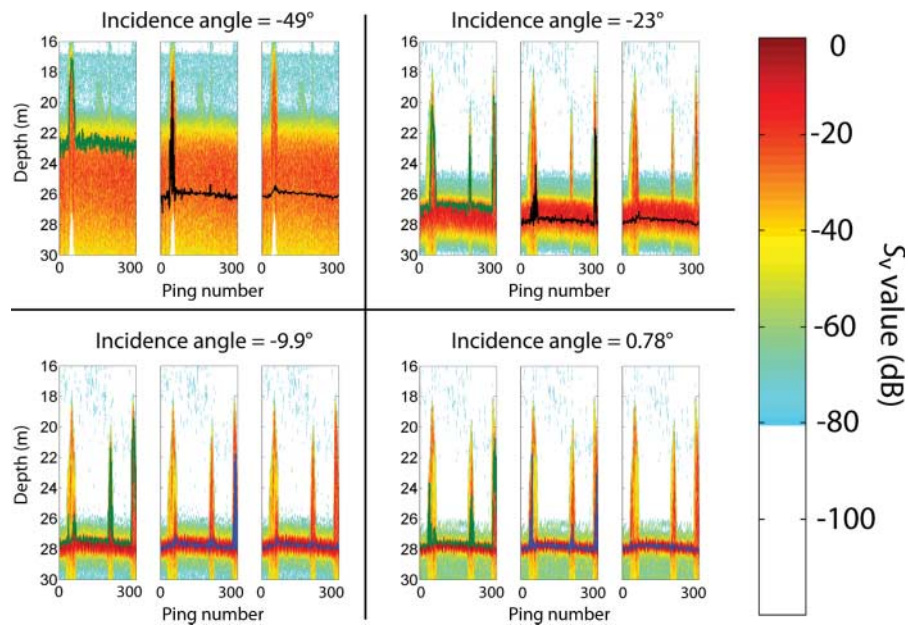 Incidence angle = -49°
Incidence angle = -23°
16
18
20
22
24
26
28
30
Depth (m)
0 300 0 300 0 300
Ping number
16
18
20
22
24
26
28
30
Depth (m)
0 300 0 300 0 300
Ping number
Incidence angle = -9.9°
Incidence angle = 0.78°
16
18
20
22
24
26
28
30
Depth (m)
0 300 0 300 0 300
Ping number
16
18
20
22
24
26
28
30
Depth (m)
0 300 0 300 0 300
Ping number
0
-20
-40
-60
-80
-100
Sv value (dB)